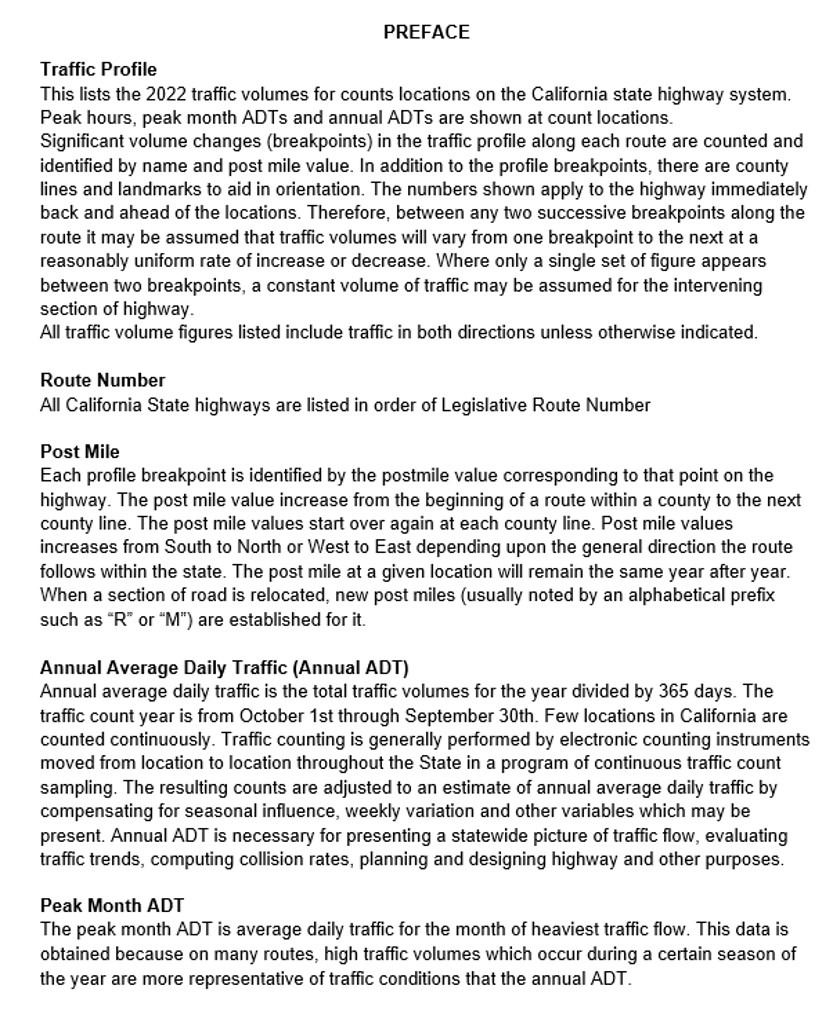 PREFACE
Traffic Profile
This lists the 2022 traffic volumes for counts locations on the California state highway system.
Peak hours, peak month ADTs and annual ADTs are shown at count locations.
Significant volume changes (breakpoints) in the traffic profile along each route are counted and
identified by name and post mile value. In addition to the profile breakpoints, there are county
lines and landmarks to aid in orientation. The numbers shown apply to the highway immediately
back and ahead of the locations. Therefore, between any two successive breakpoints along the
route it may be assumed that traffic volumes will vary from one breakpoint to the next at a
reasonably uniform rate of increase or decrease. Where only a single set of figure appears
between two breakpoints, a constant volume of traffic may be assumed for the intervening
section of highway.
All traffic volume figures listed include traffic in both directions unless otherwise indicated.
Route Number
All California State highways are listed in order of Legislative Route Number
Post Mile
Each profile breakpoint is identified by the postmile value corresponding to that point on the
highway. The post mile value increase from the beginning of a route within a county to the next
county line. The post mile values start over again at each county line. Post mile values
increases from South to North or West to East depending upon the general direction the route
follows within the state. The post mile at a given location will remain the same year after year.
When a section of road is relocated, new post miles (usually noted by an alphabetical prefix
such as “R” or “M”) are established for it.
Annual Average Daily Traffic (Annual ADT)
Annual average daily traffic is the total traffic volumes for the year divided by 365 days. The
traffic count year is from October 1st through September 30th. Few locations in California are
counted continuously. Traffic counting is generally performed by electronic counting instruments
moved from location to location throughout the State in a program of continuous traffic count
sampling. The resulting counts are adjusted to an estimate of annual average daily traffic by
compensating for seasonal influence, weekly variation and other variables which may be
present. Annual ADT is necessary for presenting a statewide picture of traffic flow, evaluating
traffic trends, computing collision rates, planning and designing highway and other purposes.
Peak Month ADT
The peak month ADT is average daily traffic for the month of heaviest traffic flow. This data is
obtained because on many routes, high traffic volumes which occur during a certain season of
the year are more representative of traffic conditions that the annual ADT.